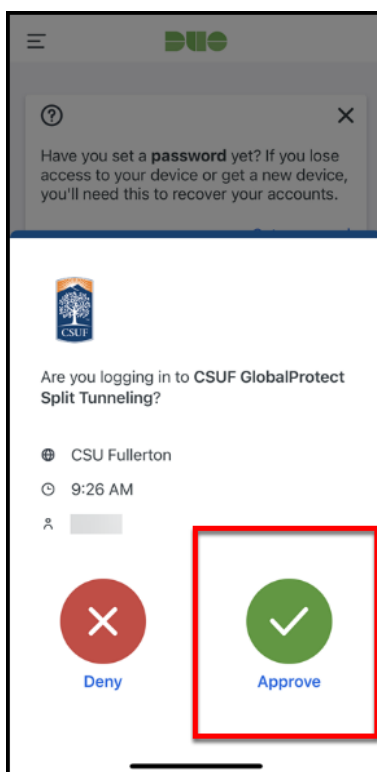 DUO
Have you set a password yet? If you lose
access to your device or get a new device,
you'll need this to recover your accounts.
CSUF
Are you logging in to CSUF GlobalProtect
Split Tunneling?
CSU Fullerton
9:26 AM
Deny
Approve